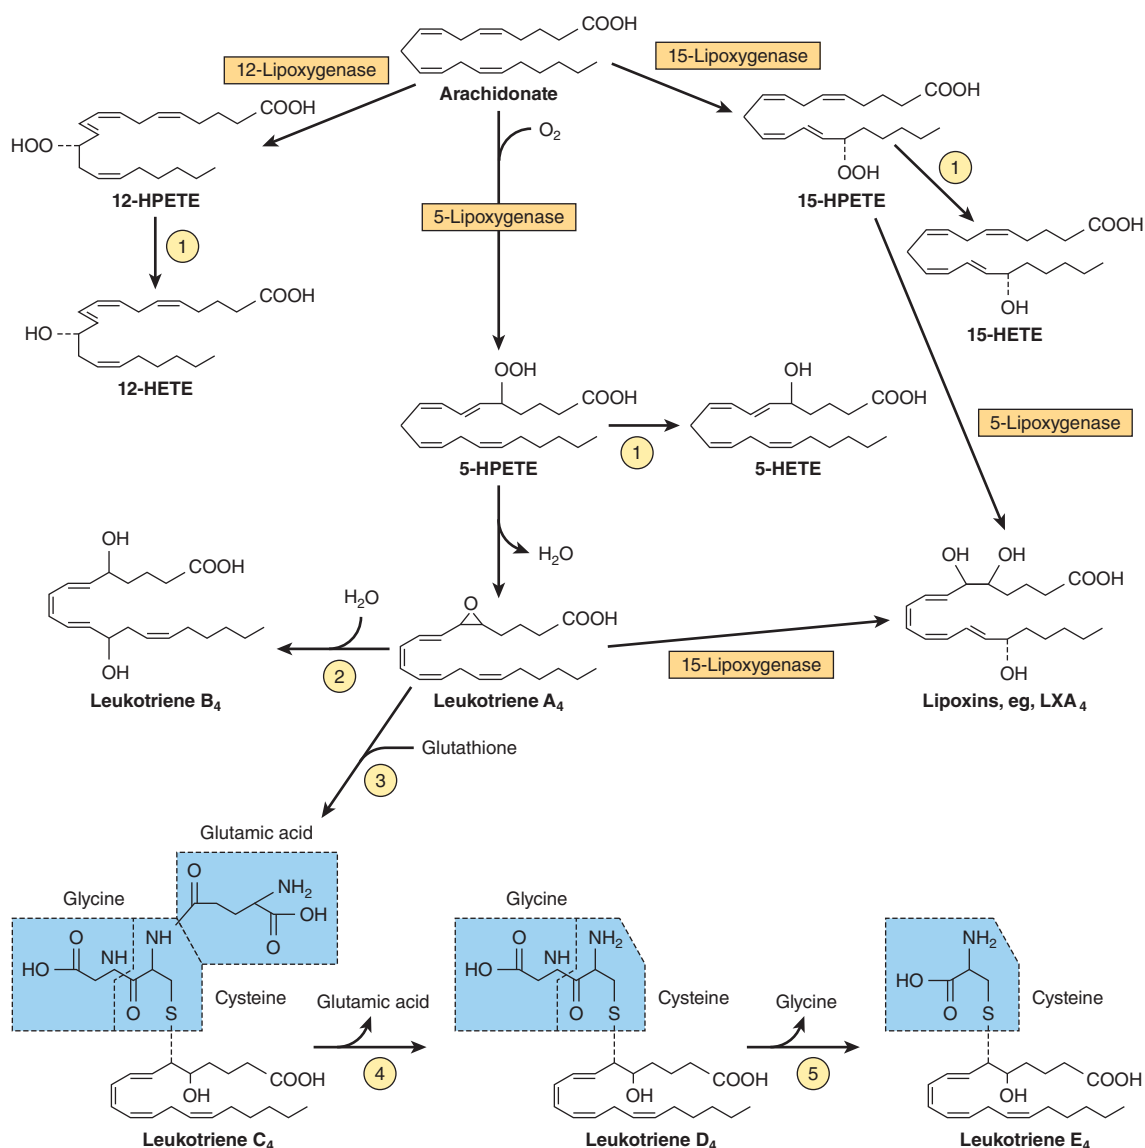 COOH
12-Lipoxygenase
15-Lipoxygenase
Arachidonate
COOH
COOH
HOO
O2
12-HPETE
OOH
15-HPETE
1
5-Lipoxygenase
1
COOH
COOH
HO
OH
12-HETE
15-HETE
OOH
OH
COOH
COOH
5-Lipoxygenase
5-HPETE
1
5-HETE
OH
COOH
H2O
OH
OH
COOH
H2O
O
COOH
OH
2
15-Lipoxygenase
OH
Leukotriene B4
Leukotriene A4
Lipoxins, eg, LXA4
Glutathione
3
Glutamic acid
O
NH2
OH
O
Glycine
O
NH
HO
NH
O
S
Cysteine
Glutamic acid
4
COOH
OH
Leukotriene C4
Glycine
O
NH2
HO
NH
O
S
Cysteine
Glycine
5
COOH
OH
Leukotriene D4
NH2
HO
O
S
Cysteine
COOH
OH
Leukotriene E4